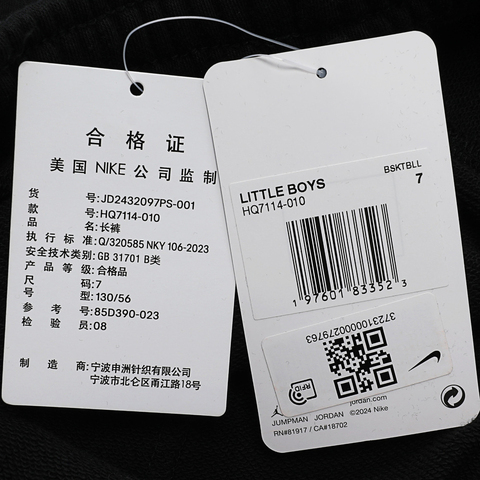 合格证
美国 NIKE 公司监制
货号:JD2432097PS-001
款号:HQ7114-010
品名:长裤
执行标准:Q/320585 NKY 106-2023
安全技术类别:GB 31701 B类
产品等级:合格品
尺码:7
号型:130/56
参考号:85D390-023
检验员:08
制造商:宁波申洲针织有限公司
宁波市北仑区甬江路18号
BSKTBLL
LITTLE BOYS 7
HQ7114-010
1 97601 83352 3
3723100000279763
RFID
jordan.com
JUMPMAN JORDAN ©2024 Nike
RN#81917 / CA#18702